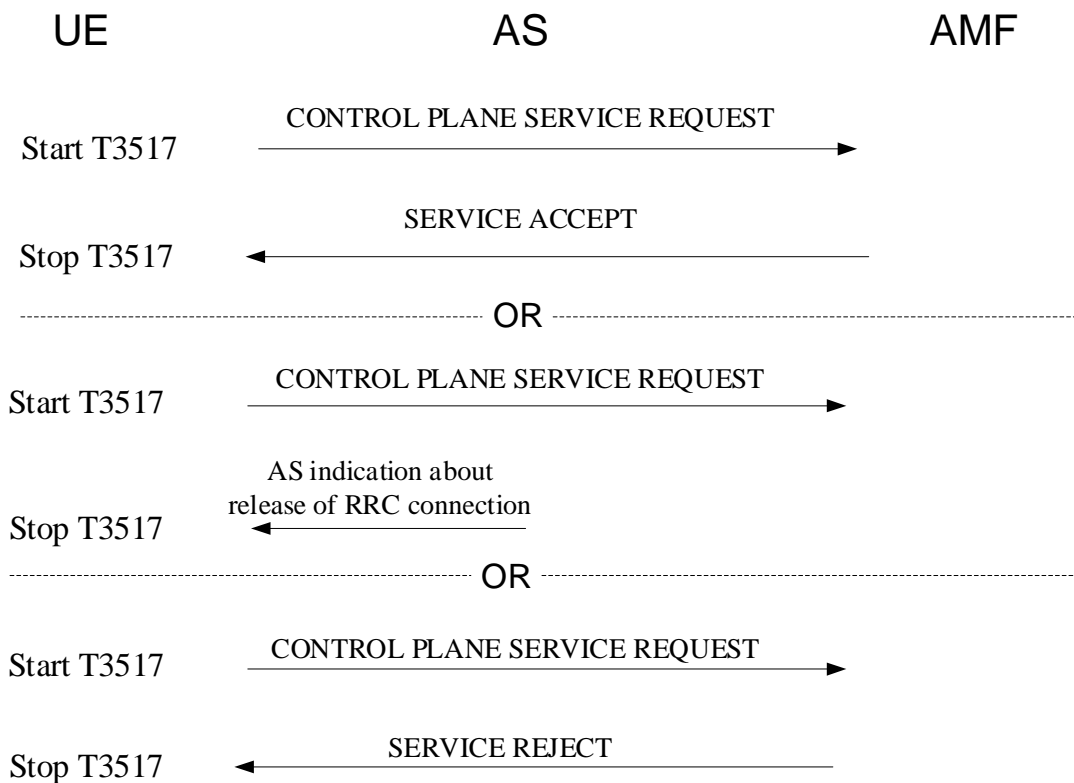 UE AS AMF
CONTROL PLANE SERVICE REQUEST
Start T3517
SERVICE ACCEPT
Stop T3517
OR
CONTROL PLANE SERVICE REQUEST
Start T3517
AS indication about
release of RRC connection
Stop T3517
OR
CONTROL PLANE SERVICE REQUEST
Start T3517
SERVICE REJECT
Stop T3517